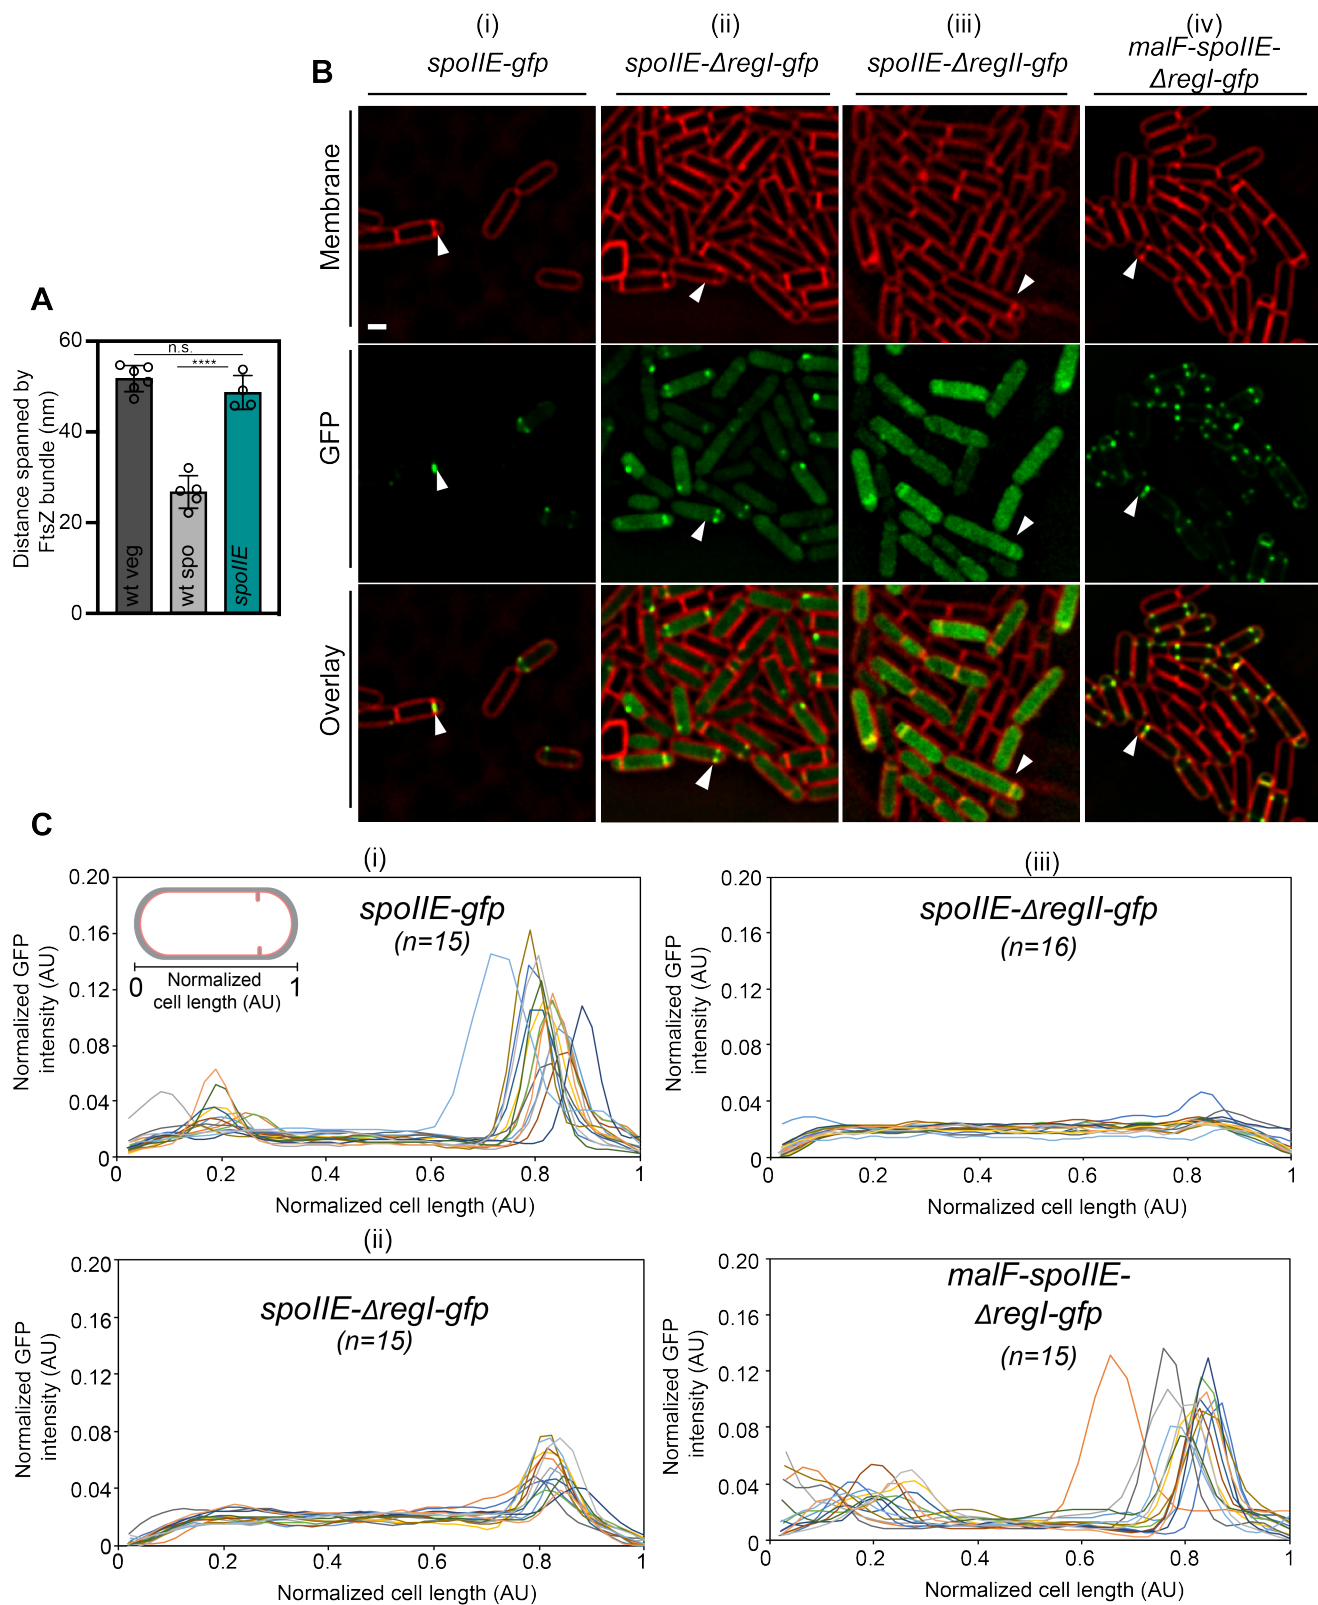 (i)
(ii)
(iii)
(iv)
B
spoIIE-gfp
spoIIE-ΔregI-gfp
spoIIE-ΔregII-gfp
malF-spoIIE-
ΔregI-gfp
Membrane
GFP
Overlay
A
60
40
20
0
Distance spanned by
FtsZ bundle (nm)
n.s.
****
wt veg
wt spo
spoIIE
C
(i)
spoIIE-gfp
(n=15)
0.20
0.16
0.12
0.08
0.04
0
Normalized GFP
intensity (AU)
0
Normalized
cell length (AU)
1
0
0.2
0.4
0.6
0.8
1
Normalized cell length (AU)
(iii)
spoIIE-ΔregII-gfp
(n=16)
0.20
0.16
0.12
0.08
0.04
0
Normalized GFP
intensity (AU)
0
0.2
0.4
0.6
0.8
1
Normalized cell length (AU)
(ii)
spoIIE-ΔregI-gfp
(n=15)
0.20
0.16
0.12
0.08
0.04
0
Normalized GFP
intensity (AU)
0
0.2
0.4
0.6
0.8
1
Normalized cell length (AU)
malF-spoIIE-
ΔregI-gfp
(n=15)
0.20
0.16
0.12
0.08
0.04
0
Normalized GFP
intensity (AU)
0
0.2
0.4
0.6
0.8
1
Normalized cell length (AU)